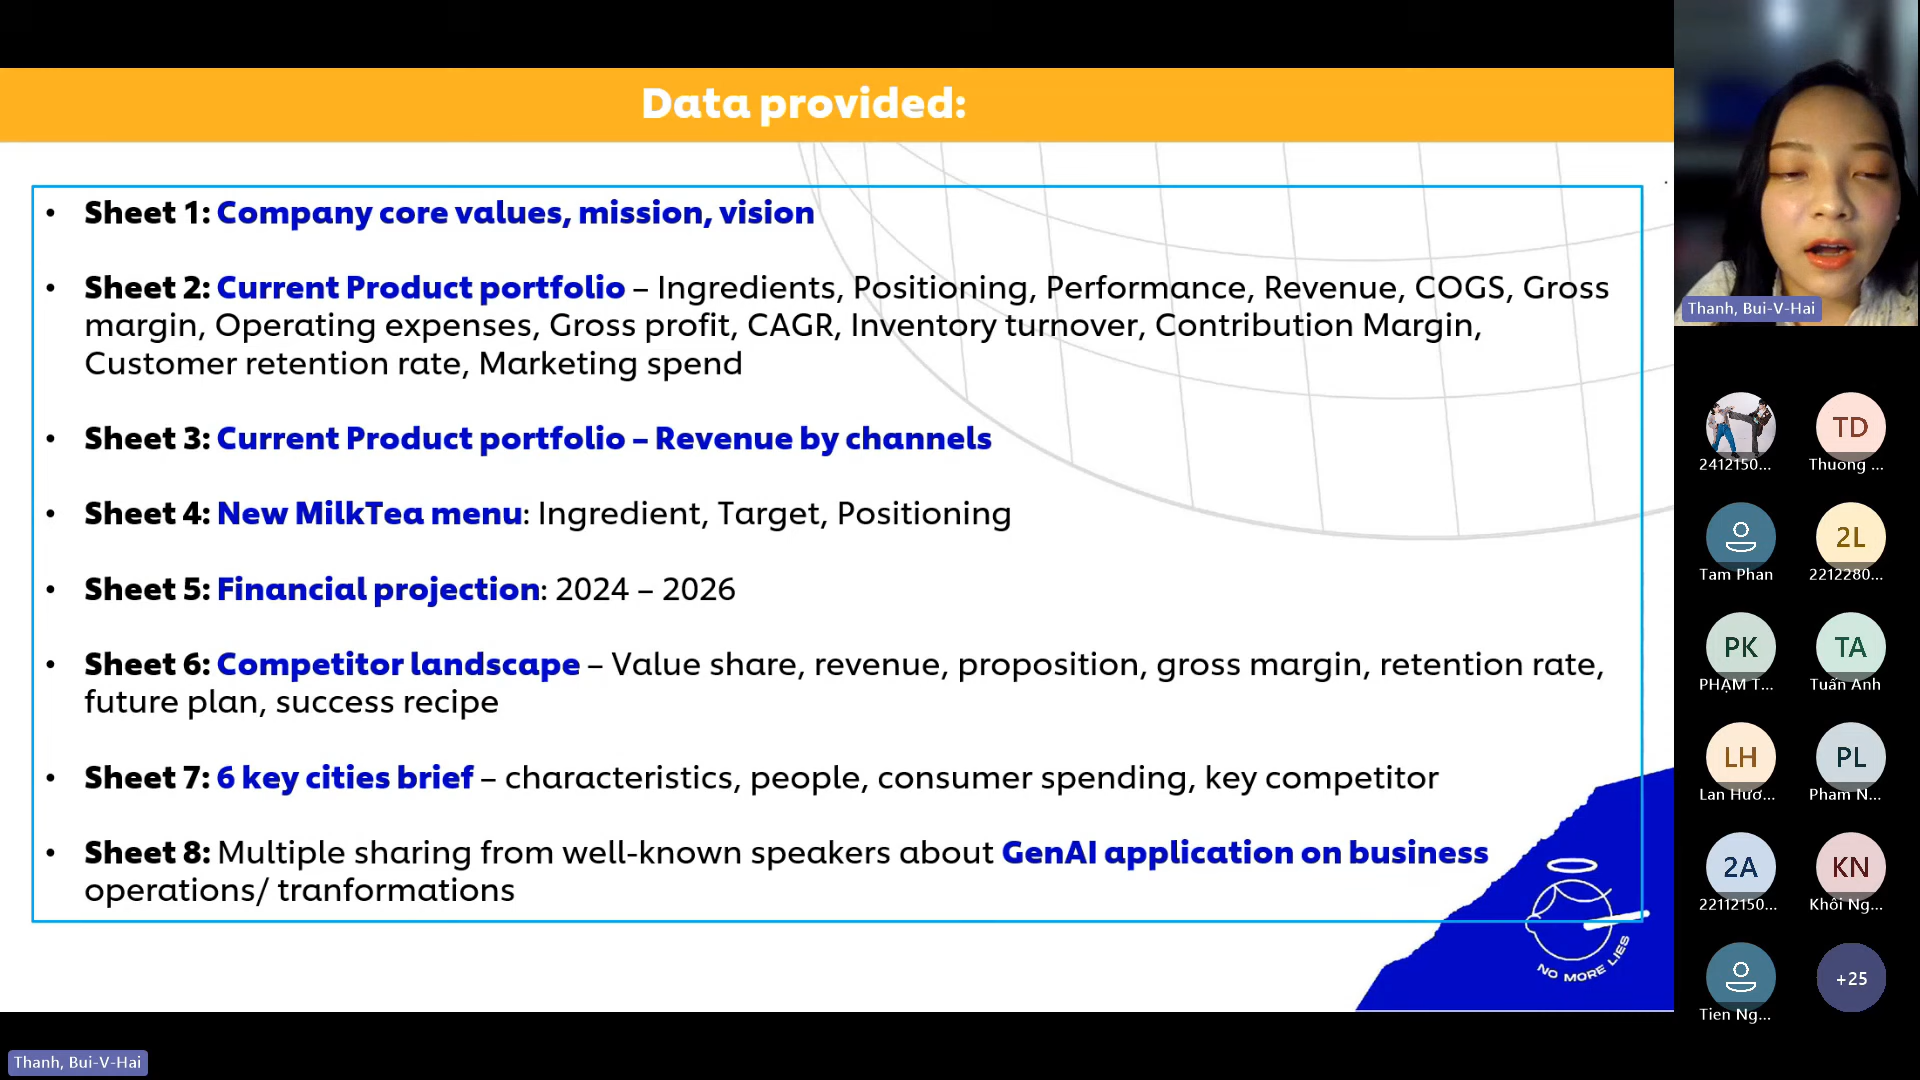 Data provided:
• Sheet 1: Company core values, mission, vision
• Sheet 2: Current Product portfolio – Ingredients, Positioning, Performance, Revenue, COGS, Gross
margin, Operating expenses, Gross profit, CAGR, Inventory turnover, Contribution Margin,
Customer retention rate, Marketing spend
• Sheet 3: Current Product portfolio – Revenue by channels
• Sheet 4: New MilkTea menu: Ingredient, Target, Positioning
• Sheet 5: Financial projection: 2024 – 2026
• Sheet 6: Competitor landscape – Value share, revenue, proposition, gross margin, retention rate,
future plan, success recipe
• Sheet 7: 6 key cities brief – characteristics, people, consumer spending, key competitor
• Sheet 8: Multiple sharing from well-known speakers about GenAI application on business
operations/ tranformations
NO MORE LIES
Thanh, Bui-V-Hai
2412150...
TD
Thuong ...
Tam Phan
2L
2212280...
PK
PHẠM T...
TA
Tuấn Anh
LH
Lan Hươ...
PL
Pham N...
2A
22112150...
KN
Khôi Ng...
Tien Ng...
+25
Thanh, Bui-V-Hai